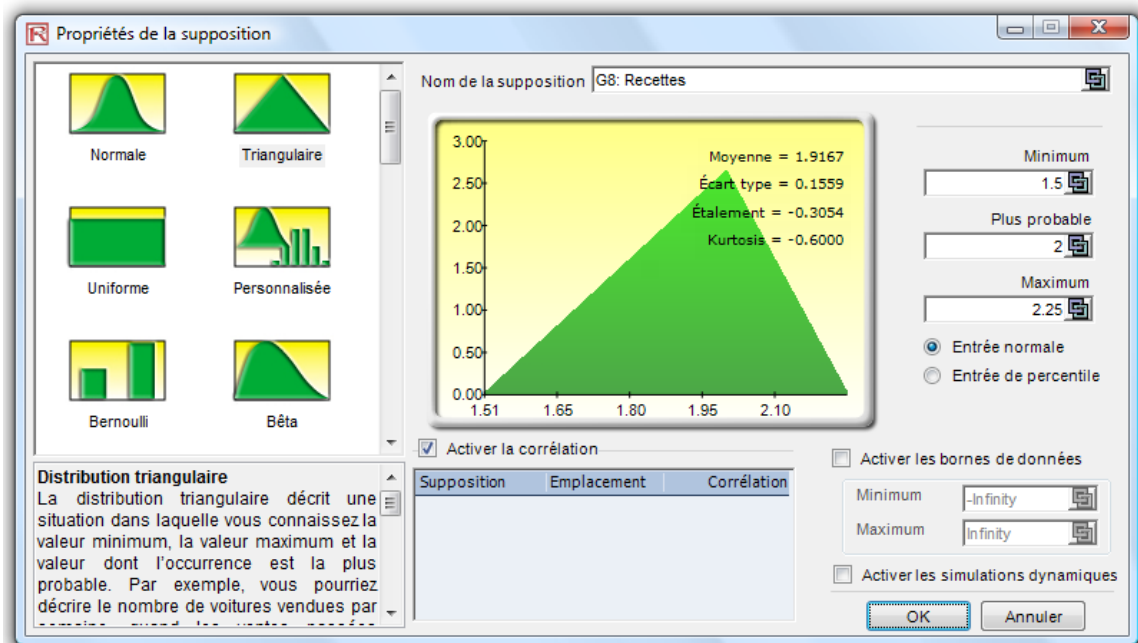 Propriétés de la supposition
Normale
Triangulaire
Uniforme
Personnalisée
Bernoulli
Bêta
Distribution triangulaire
La distribution triangulaire décrit une
situation dans laquelle vous connaissez la
valeur minimum, la valeur maximum et la
valeur dont l'occurrence est la plus
probable. Par exemple, vous pourriez
décrire le nombre de voitures vendues par
Nom de la supposition G8: Recettes
3.00
2.50
2.00
1.50
1.00
0.50
0.00
1.51 1.65 1.80 1.95 2.10
Moyenne = 1.9167
Écart type = 0.1559
Étalement = -0.3054
Kurtosis = -0.6000
Activer la corrélation
Supposition Emplacement Corrélation
Minimum
1.5
Plus probable
2
Maximum
2.25
Entrée normale
Entrée de percentile
Activer les bornes de données
Minimum -Infinity
Maximum Infinity
Activer les simulations dynamiques
OK Annuler